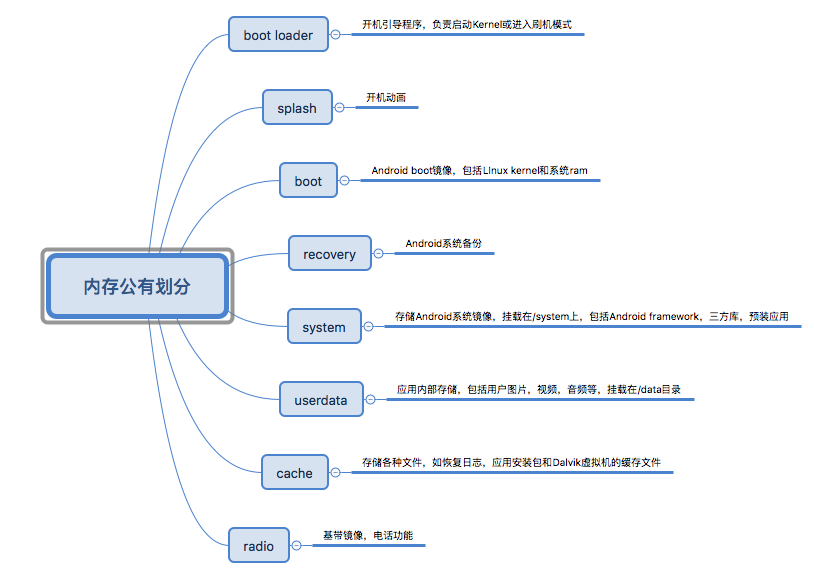 boot loader
开机引导程序，负责启动Kernel或进入刷机模式
splash
开机动画
boot
Android boot镜像，包括LInux kernel和系统ram
recovery
Android系统备份
内存公有划分
system
存储Android系统镜像，挂载在/system上，包括Android framework，三方库，预装应用
userdata
应用内部存储，包括用户图片，视频，音频等，挂载在/data目录
cache
存储各种文件，如恢复日志，应用安装包和Dalvik虚拟机的缓存文件
radio
基带镜像，电话功能